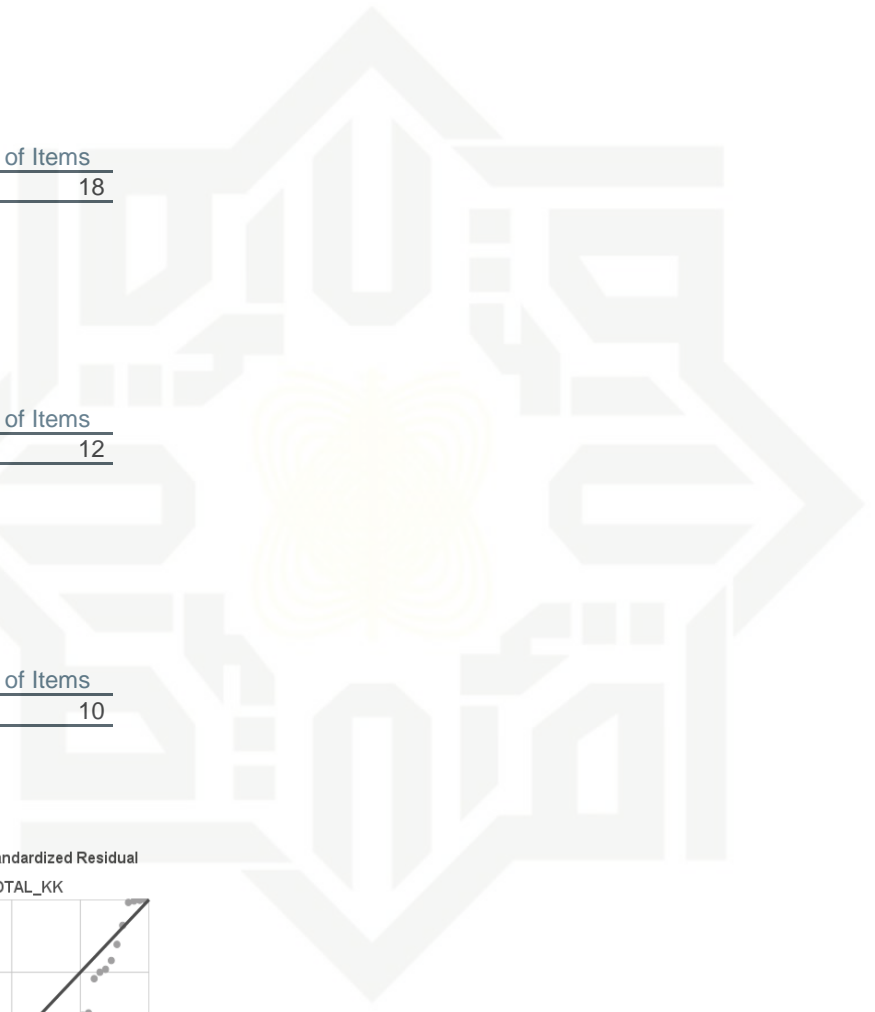 of Items
18
of Items
12
of Items
10
andardized Residual
OTAL_KK